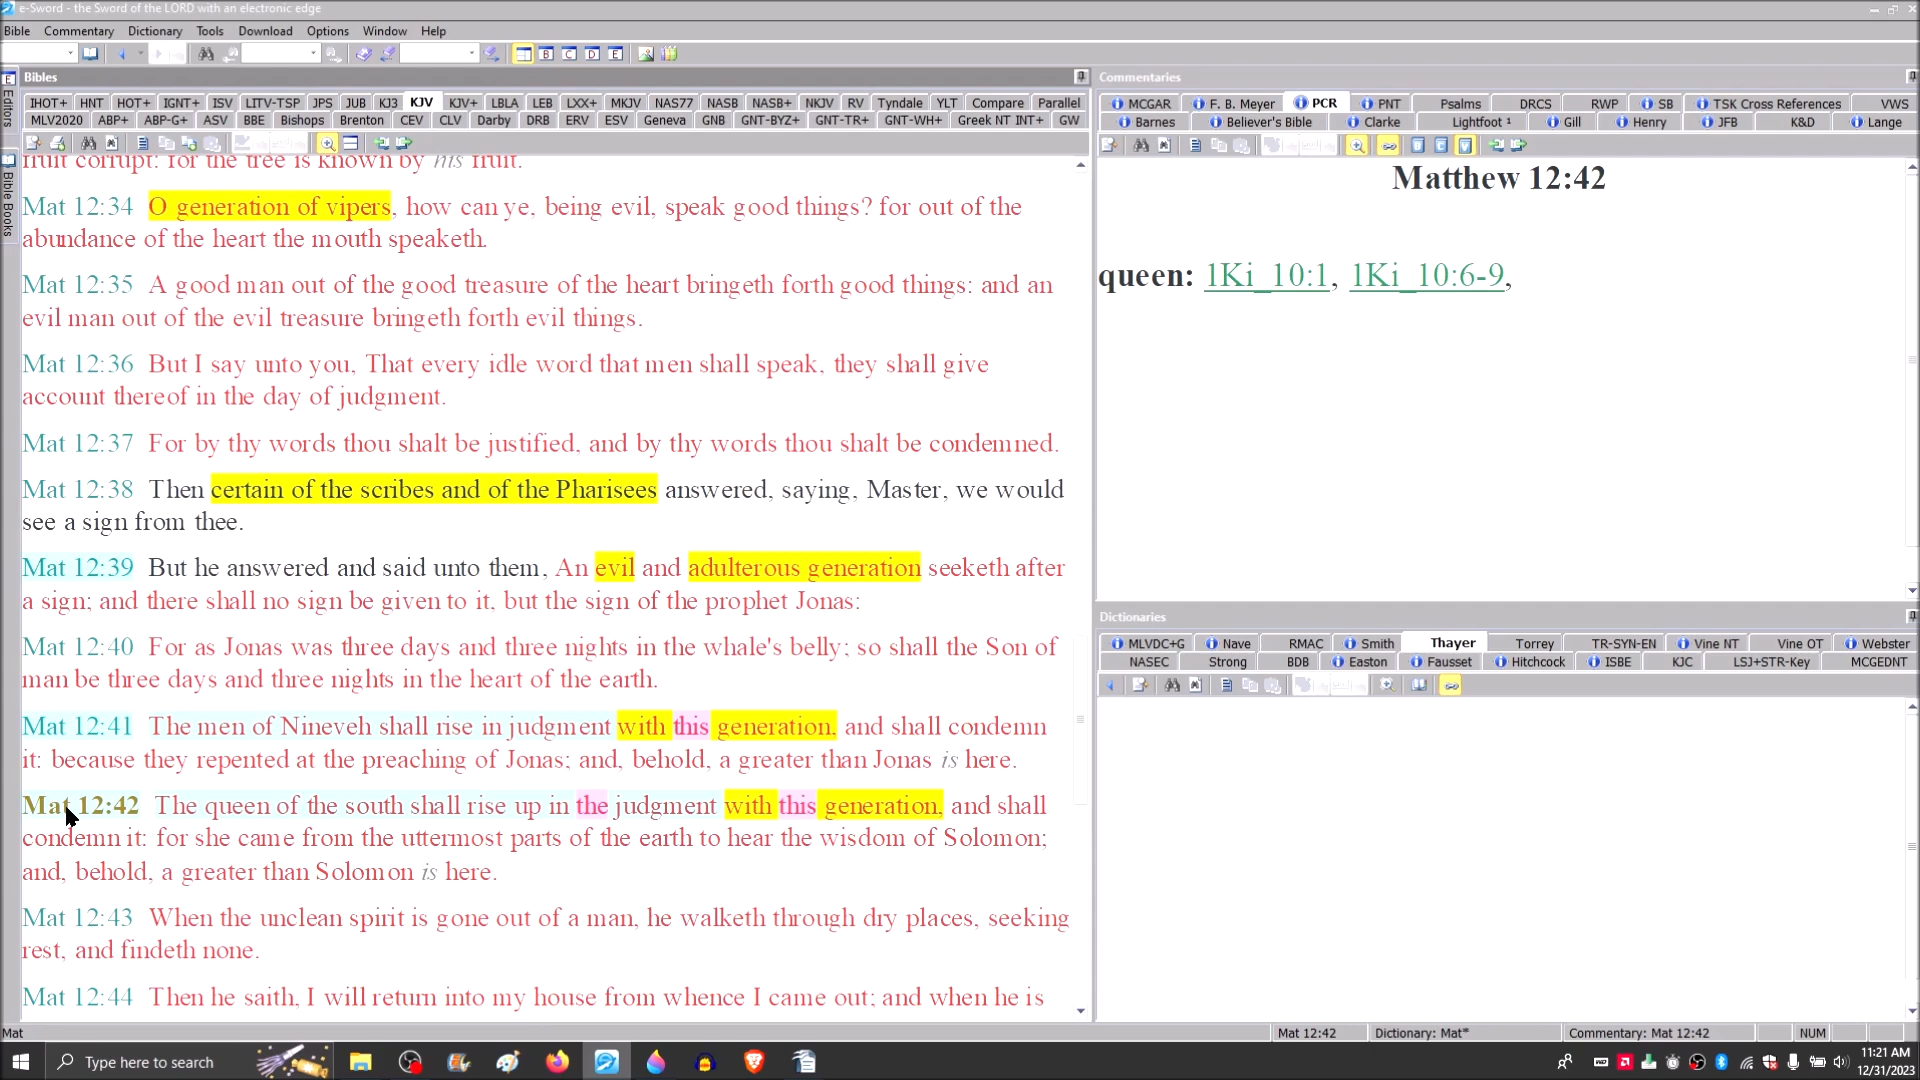 e-Sword - the Sword of the LORD with an electronic edge
Bible Commentary Dictionary Tools Download Options Window Help
B C D E
Bibles
IHOT+ HNT HOT+ IGNT+ ISV LITV-TSP JPS JUB KJ3 KJV KJV+ LBLA LEB LXX+ MKJV NAS77 NASB NASB+ NKJV RV Tyndale YLT Compare Parallel
MLV2020 ABP+ ABP-G+ ASV BBE Bishops Brenton CEV CLV Darby DRB ERV ESV Geneva GNB GNT-BYZ+ GNT-TR+ GNT-WH+ Greek NT INT+ GW
E Editors
Bible Books
fruit corrupt: for the tree is known by his fruit.
Mat 12:34 O generation of vipers, how can ye, being evil, speak good things? for out of the
abundance of the heart the mouth speaketh.
Mat 12:35 A good man out of the good treasure of the heart bringeth forth good things: and an
evil man out of the evil treasure bringeth forth evil things.
Mat 12:36 But I say unto you, That every idle word that men shall speak, they shall give
account thereof in the day of judgment.
Mat 12:37 For by thy words thou shalt be justified, and by thy words thou shalt be condemned.
Mat 12:38 Then certain of the scribes and of the Pharisees answered, saying, Master, we would
see a sign from thee.
Mat 12:39 But he answered and said unto them, An evil and adulterous generation seeketh after
a sign; and there shall no sign be given to it, but the sign of the prophet Jonas:
Mat 12:40 For as Jonas was three days and three nights in the whale's belly; so shall the Son of
man be three days and three nights in the heart of the earth.
Mat 12:41 The men of Nineveh shall rise in judgment with this generation, and shall condemn
it: because they repented at the preaching of Jonas; and, behold, a greater than Jonas is here.
Mat 12:42 The queen of the south shall rise up in the judgment with this generation, and shall
condemn it: for she came from the uttermost parts of the earth to hear the wisdom of Solomon;
and, behold, a greater than Solomon is here.
Mat 12:43 When the unclean spirit is gone out of a man, he walketh through dry places, seeking
rest, and findeth none.
Mat 12:44 Then he saith, I will return into my house from whence I came out; and when he is
Commentaries
MCGAR F. B. Meyer PCR PNT Psalms DRCS RWP SB TSK Cross References VWS
Barnes Believer's Bible Clarke Lightfoot ¹ Gill Henry JFB K&D Lange
B C V
Matthew 12:42
queen: 1Ki_10:1, 1Ki_10:6-9,
Dictionaries
MLVDC+G Nave RMAC Smith Thayer Torrey TR-SYN-EN Vine NT Vine OT Webster
NASEC Strong BDB Easton Fausset Hitchcock ISBE KJC LSJ+STR-Key MCGEDNT
Mat Mat 12:42 Dictionary: Mat* Commentary: Mat 12:42 NUM
Type here to search
11:21 AM
12/31/2023